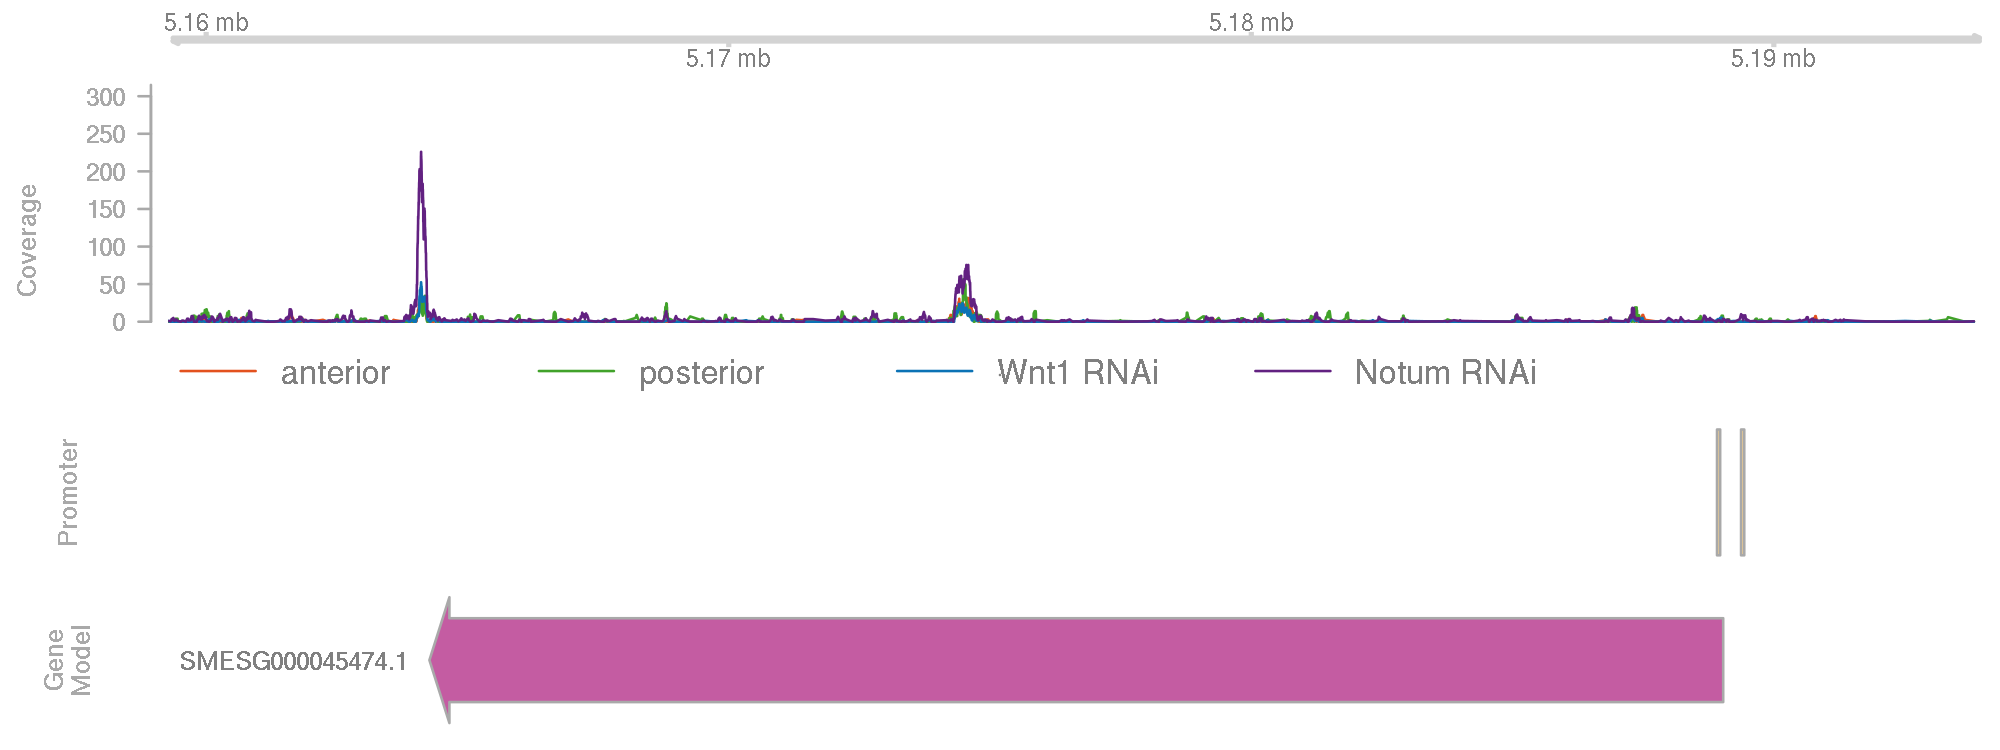 5.16 mb
5.18 mb
5.17 mb
5.19 mb
Coverage
300
250
200
150
100
50
0
anterior
posterior
Wnt1 RNAi
Notum RNAi
Promoter
Gene
Model
SMESG000045474.1